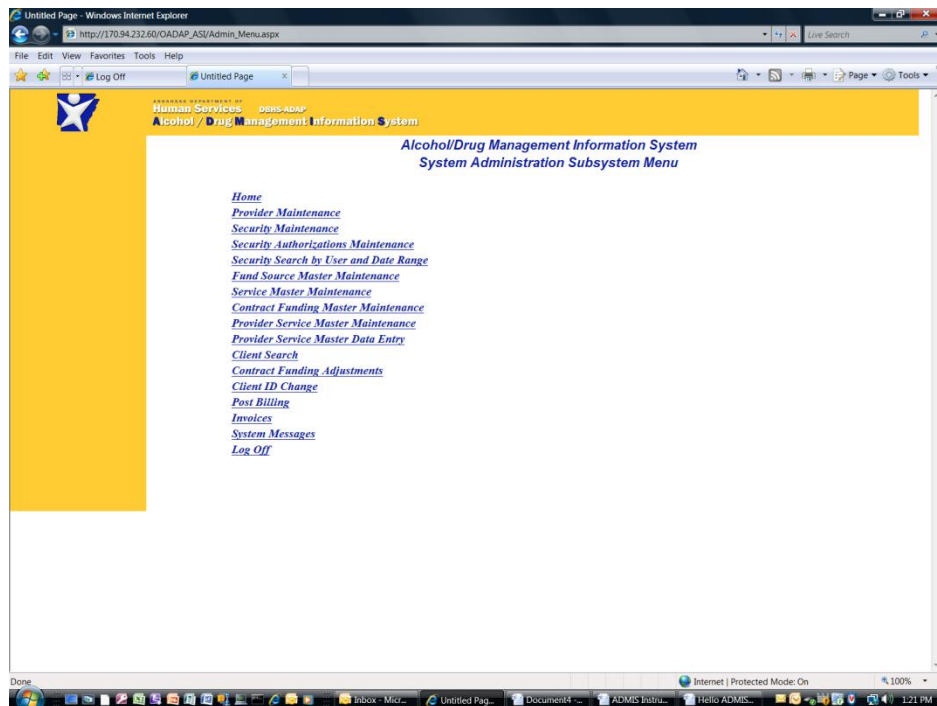 Untitled Page - Windows Internet Explorer
http://170.94.232.60/OADAP_ASI/Admin_Menu.aspx
Live Search
File Edit View Favorites Tools Help
Log Off Untitled Page Page Tools
ARKANSAS DEPARTMENT OF
Human Services DBHS-ADAP
Alcohol / Drug Management Information System
Alcohol/Drug Management Information System
System Administration Subsystem Menu
Home
Provider Maintenance
Security Maintenance
Security Authorizations Maintenance
Security Search by User and Date Range
Fund Source Master Maintenance
Service Master Maintenance
Contract Funding Master Maintenance
Provider Service Master Maintenance
Provider Service Master Data Entry
Client Search
Contract Funding Adjustments
Client ID Change
Post Billing
Invoices
System Messages
Log Off
Done Internet | Protected Mode: On 100%
Inbox - Micr... Untitled Pag... Document4 -... ADMIS Instru... Hello ADMIS... 1:21 PM